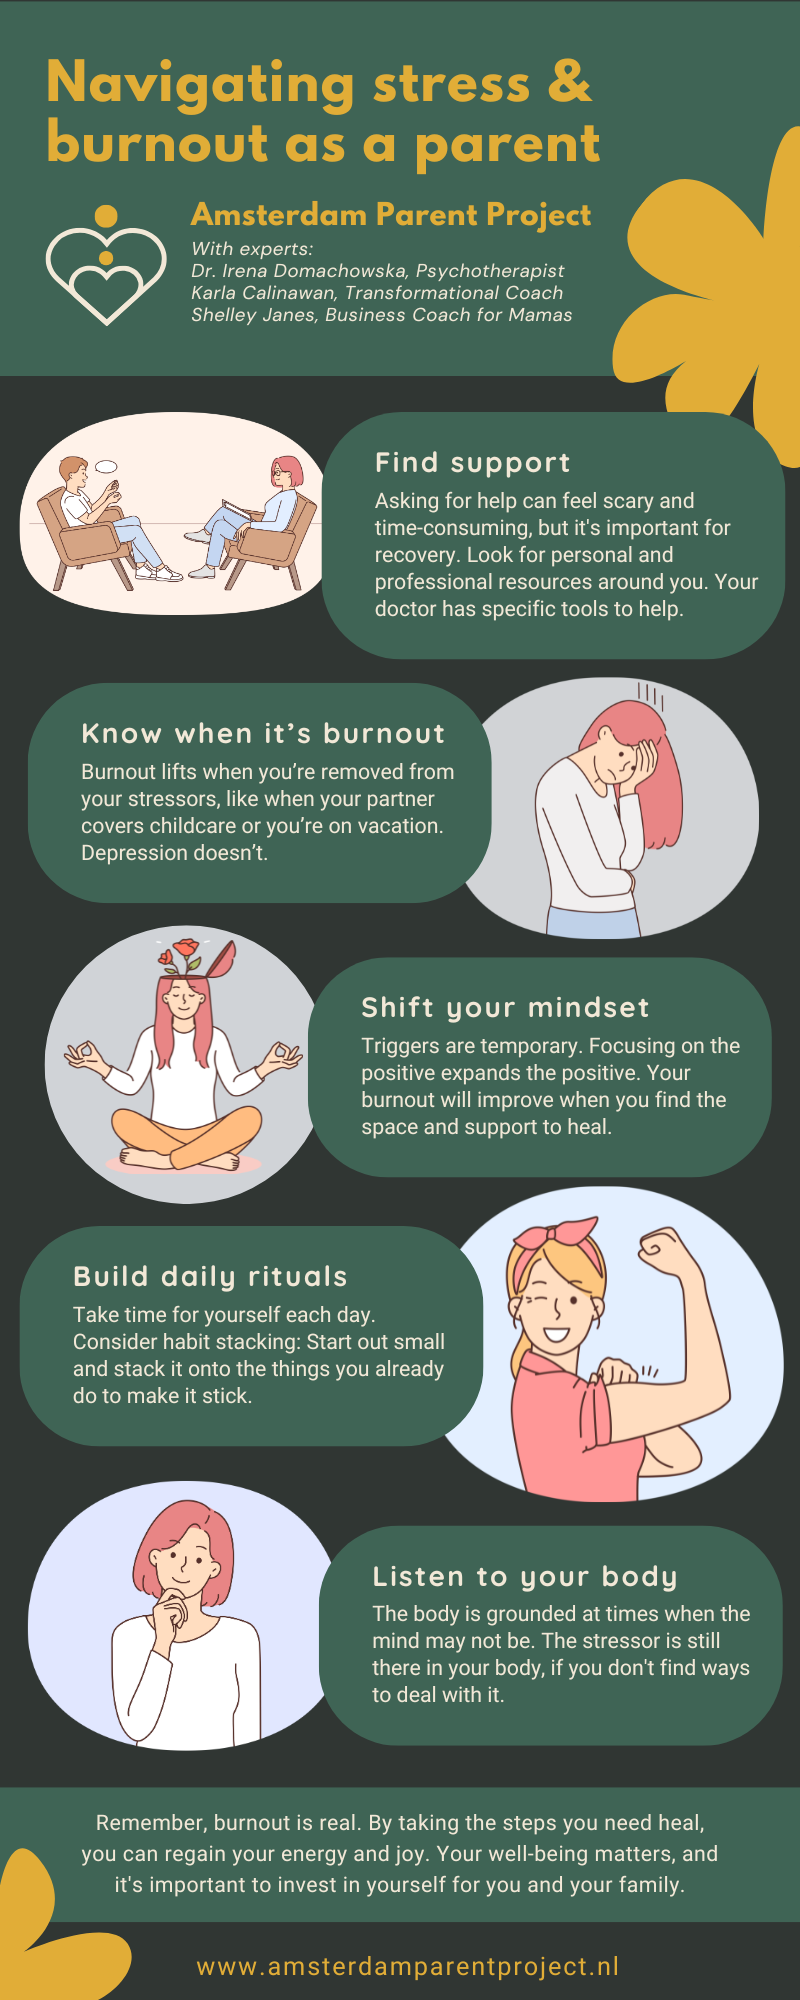 Navigating stress &
burnout as a parent
Amsterdam Parent Project
With experts:
Dr. Irena Domachowska, Psychotherapist
Karla Calinawan, Transformational Coach
Shelley Janes, Business Coach for Mamas
Find support
Asking for help can feel scary and
time-consuming, but it's important for
recovery. Look for personal and
professional resources around you. Your
doctor has specific tools to help.
Know when it’s burnout
Burnout lifts when you’re removed from
your stressors, like when your partner
covers childcare or you’re on vacation.
Depression doesn’t.
Shift your mindset
Triggers are temporary. Focusing on the
positive expands the positive. Your
burnout will improve when you find the
space and support to heal.
Build daily rituals
Take time for yourself each day.
Consider habit stacking: Start out small
and stack it onto the things you already
do to make it stick.
Listen to your body
The body is grounded at times when the
mind may not be. The stressor is still
there in your body, if you don't find ways
to deal with it.
Remember, burnout is real. By taking the steps you need heal,
you can regain your energy and joy. Your well-being matters, and
it's important to invest in yourself for you and your family.
www.amsterdamparentproject.nl